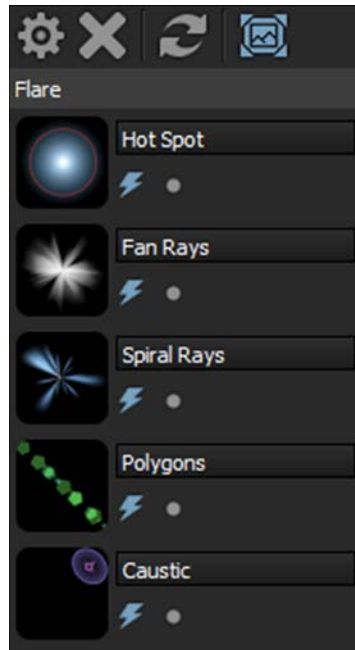 Flare
Hot Spot
Fan Rays
Spiral Rays
Polygons
Caustic